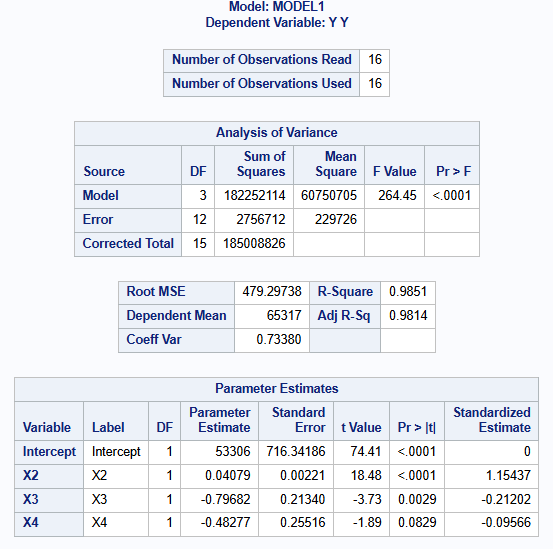 Model: MODEL1
Dependent Variable: Y Y
Number of Observations Read 16
Number of Observations Used 16
Analysis of Variance
Source DF Sum of Squares Mean Square F Value Pr > F
Model 3 182252114 60750705 264.45 <.0001
Error 12 2756712 229726
Corrected Total 15 185008826
Root MSE 479.29738 R-Square 0.9851
Dependent Mean 65317 Adj R-Sq 0.9814
Coeff Var 0.73380
Parameter Estimates
Variable Label DF Parameter Estimate Standard Error t Value Pr > |t| Standardized Estimate
Intercept Intercept 1 53306 716.34186 74.41 <.0001 0
X2 X2 1 0.04079 0.00221 18.48 <.0001 1.15437
X3 X3 1 -0.79682 0.21340 -3.73 0.0029 -0.21202
X4 X4 1 -0.48277 0.25516 -1.89 0.0829 -0.09566